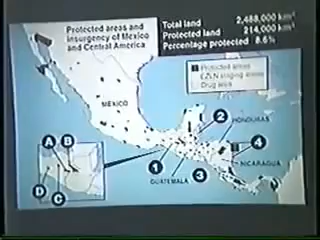 Protected areas and
insurgency of Mexico
and Central America
Total land 2,488,000 km²
Protected land 214,000 km²
Percentage protected 8.6%
Protected areas
EZLN staging areas
Drug area
MEXICO
2
HONDURAS
A B
4
1
NICARAGUA
GUATEMALA
3
D
C